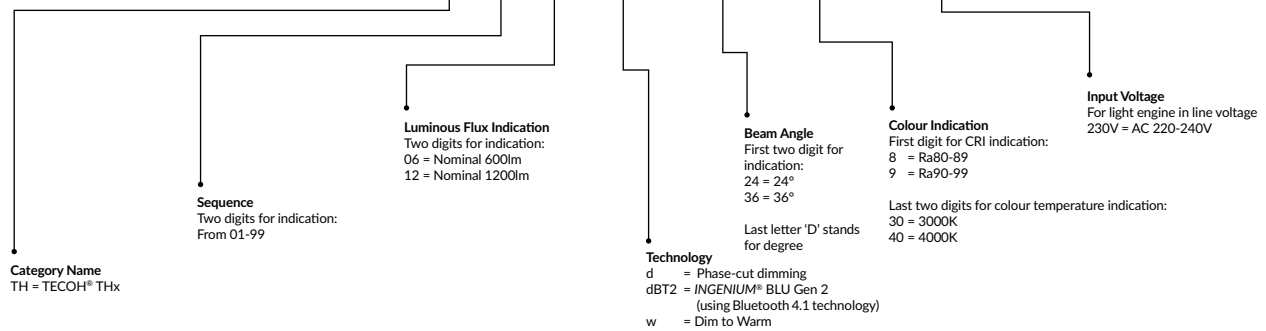 Category Name
TH = TECOH® THx
Sequence
Two digits for indication:
From 01-99
Luminous Flux Indication
Two digits for indication:
06 = Nominal 600lm
12 = Nominal 1200lm
Technology
d = Phase-cut dimming
dBT2 = INGENIUM® BLU Gen 2
(using Bluetooth 4.1 technology)
w = Dim to Warm
Beam Angle
First two digit for
indication:
24 = 24°
36 = 36°
Last letter ‘D’ stands
for degree
Colour Indication
First digit for CRI indication:
8 = Ra80-89
9 = Ra90-99
Last two digits for colour temperature indication:
30 = 3000K
40 = 4000K
Input Voltage
For light engine in line voltage
230V = AC 220-240V